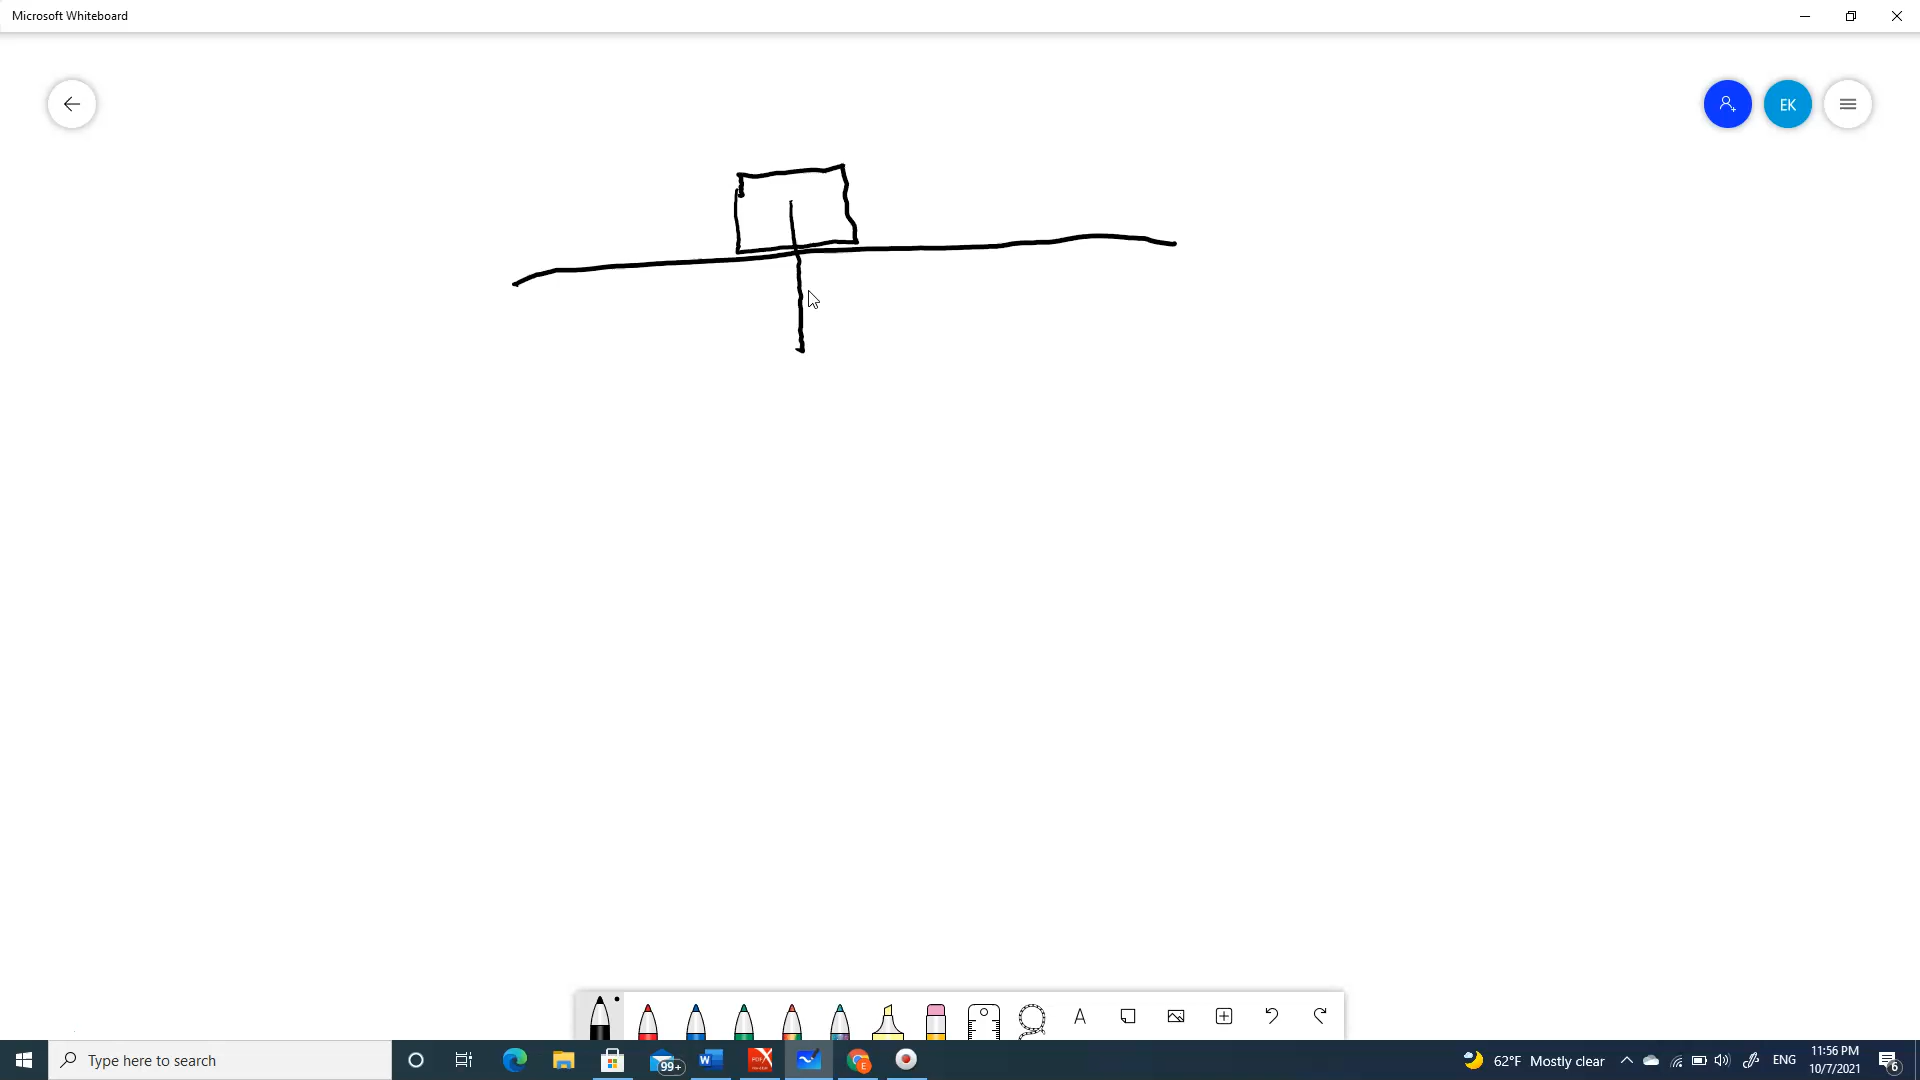 Microsoft Whiteboard
EK
A
Type here to search
99+
W
PDF
E
62°F Mostly clear
ENG
11:56 PM
10/7/2021
6